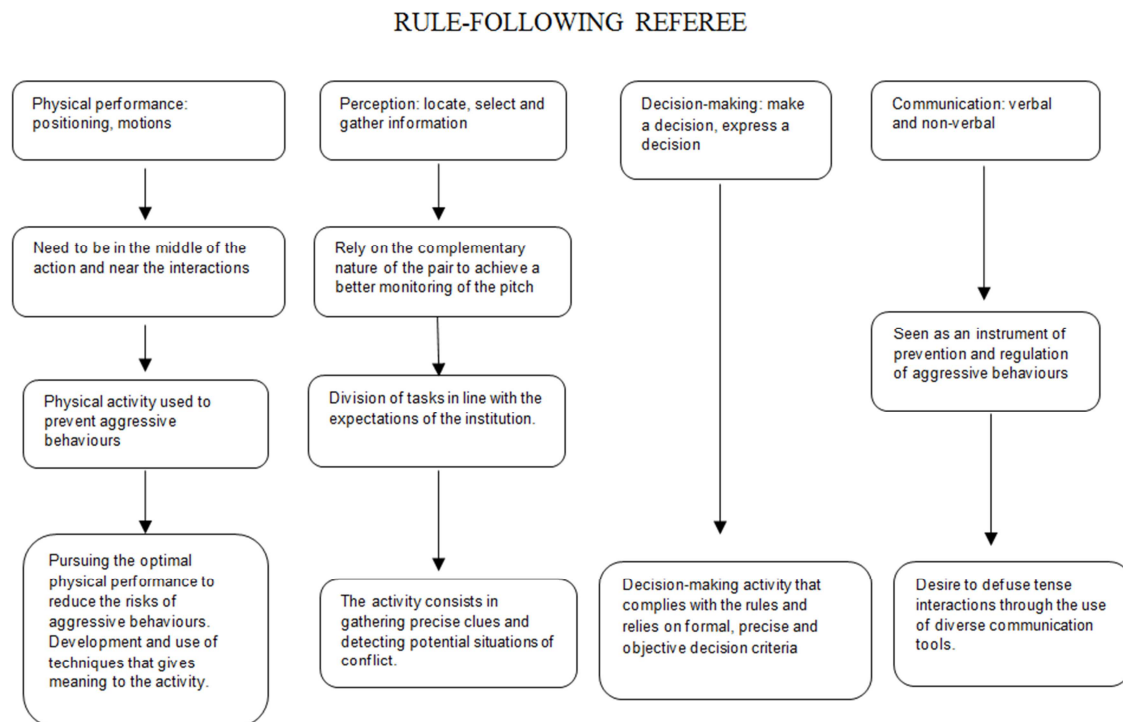 RULE-FOLLOWING REFEREE
Physical performance:
positioning, motions
Perception: locate, select and
gather information
Decision-making: make
a decision, express a
decision
Communication: verbal
and non-verbal
Need to be in the middle of the
action and near the interactions
Rely on the complementary
nature of the pair to achieve a
better monitoring of the pitch
Seen as an instrument of
prevention and regulation
of aggressive behaviours
Physical activity used to
prevent aggressive
behaviours
Division of tasks in line with the
expectations of the institution.
Pursuing the optimal
physical performance to
reduce the risks of
aggressive behaviours.
Development and use of
techniques that gives
meaning to the activity.
The activity consists in
gathering precise clues and
detecting potential situations of
conflict.
Decision-making activity that
complies with the rules and
relies on formal, precise and
objective decision criteria
Desire to defuse tense
interactions through the use
of diverse communication
tools.